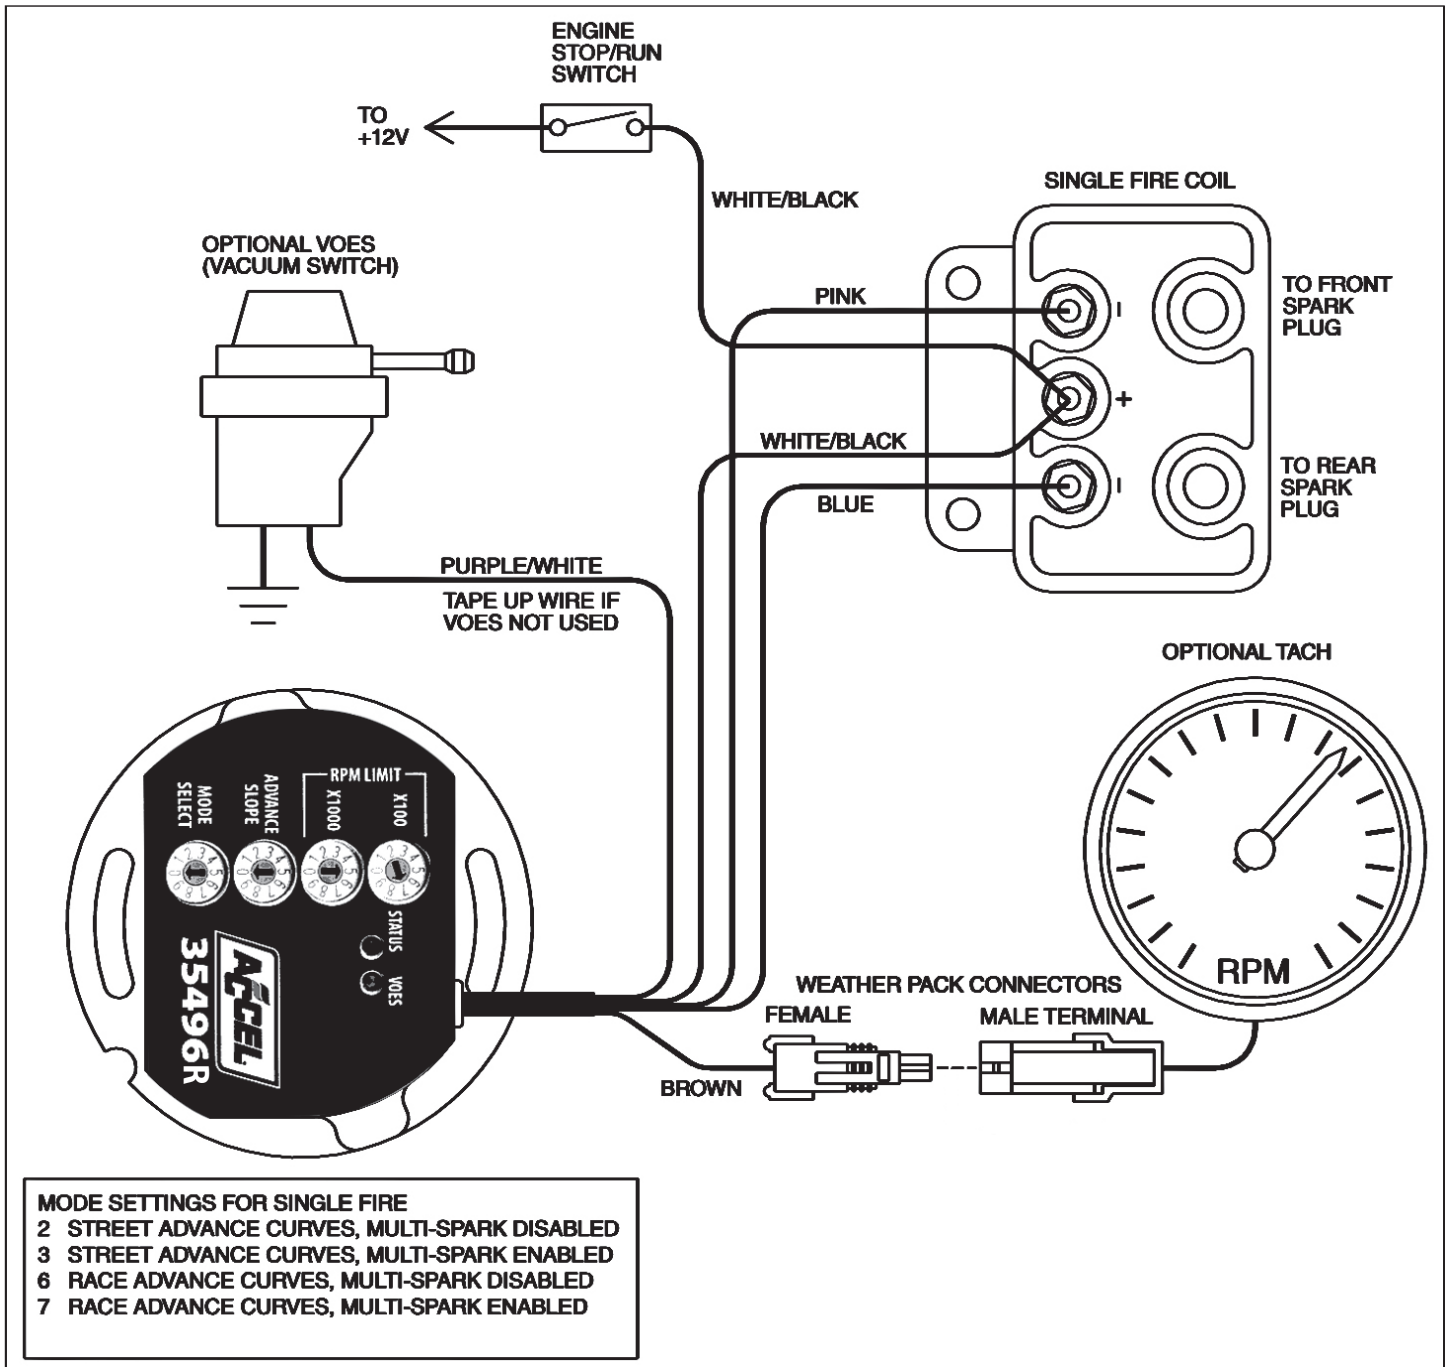 ENGINE
STOP/RUN
SWITCH
TO
+12V
WHITE/BLACK
SINGLE FIRE COIL
OPTIONAL VOES
(VACUUM SWITCH)
PINK
TO FRONT
SPARK
PLUG
+
WHITE/BLACK
BLUE
TO REAR
SPARK
PLUG
PURPLE/WHITE
TAPE UP WIRE IF
VOES NOT USED
OPTIONAL TACH
RPM
MODE
SELECT
ADVANCE
SLOPE
RPM LIMIT
X1000
X100
STATUS
VOES
ACCEL
35496R
WEATHER PACK CONNECTORS
FEMALE
MALE TERMINAL
BROWN
MODE SETTINGS FOR SINGLE FIRE
2 STREET ADVANCE CURVES, MULTI-SPARK DISABLED
3 STREET ADVANCE CURVES, MULTI-SPARK ENABLED
6 RACE ADVANCE CURVES, MULTI-SPARK DISABLED
7 RACE ADVANCE CURVES, MULTI-SPARK ENABLED